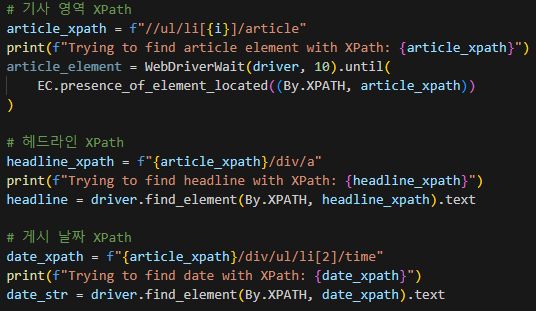 # 기사 영역 XPath
article_xpath = f"//ul/li[{i}]/article"
print(f"Trying to find article element with XPath: {article_xpath}")
article_element = WebDriverWait(driver, 10).until(
    EC.presence_of_element_located((By.XPATH, article_xpath))
)

# 헤드라인 XPath
headline_xpath = f"{article_xpath}/div/a"
print(f"Trying to find headline with XPath: {headline_xpath}")
headline = driver.find_element(By.XPATH, headline_xpath).text

# 게시 날짜 XPath
date_xpath = f"{article_xpath}/div/ul/li[2]/time"
print(f"Trying to find date with XPath: {date_xpath}")
date_str = driver.find_element(By.XPATH, date_xpath).text